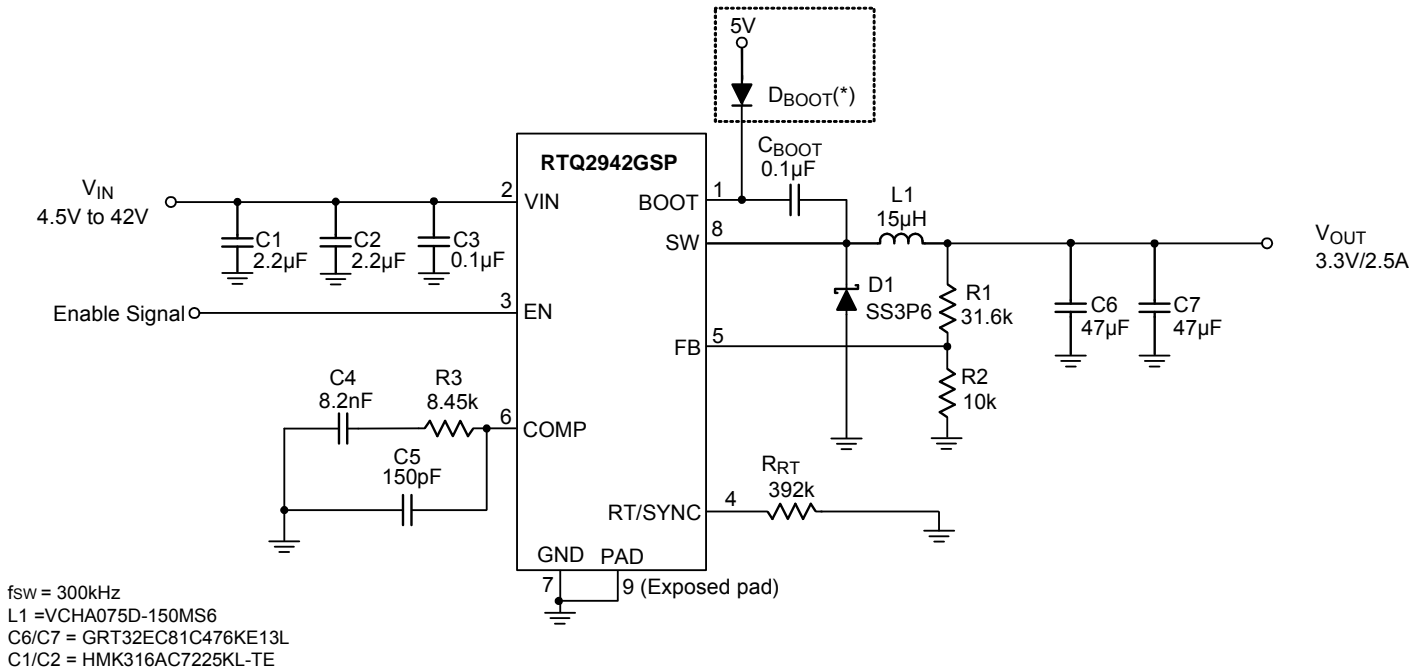 5V
DBOOT(*)
CBOOT
0.1µF
RTQ2942GSP
VIN
4.5V to 42V
2
VIN
BOOT
1
L1
15µH
C1
2.2µF
C2
2.2µF
C3
0.1µF
SW
8
VOUT
3.3V/2.5A
D1
SS3P6
R1
31.6k
C6
47µF
C7
47µF
Enable Signal
3
EN
FB
5
R2
10k
C4
8.2nF
R3
8.45k
6
COMP
C5
150pF
RRT
392k
RT/SYNC
4
GND
PAD
7
9 (Exposed pad)
fSW = 300kHz
L1 =VCHA075D-150MS6
C6/C7 = GRT32EC81C476KE13L
C1/C2 = HMK316AC7225KL-TE